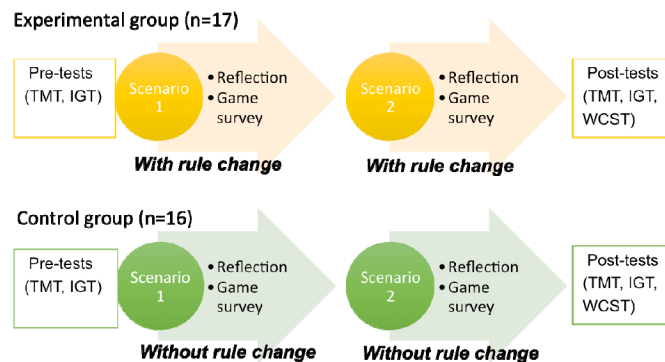 Experimental group (n=17)
Pre-tests
(TMT, IGT)
Scenario
1
• Reflection
• Game
survey
With rule change
Scenario
2
• Reflection
• Game
survey
With rule change
Post-tests
(TMT, IGT,
WCST)
Control group (n=16)
Pre-tests
(TMT, IGT)
Scenario
1
• Reflection
• Game
survey
Without rule change
Scenario
2
• Reflection
• Game
survey
Without rule change
Post-tests
(TMT, IGT,
WCST)